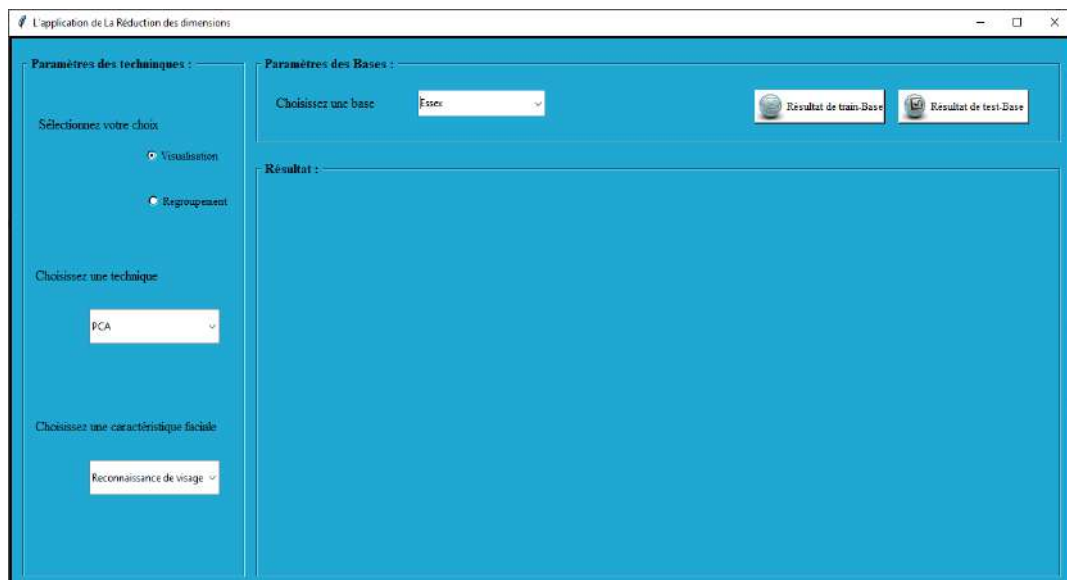 L'application de La Réduction des dimensions
Paramètres des techninques :
Sélectionnez votre choix
Visualisation
Regroupement
Choisissez une technique
PCA
Choisissez une caractéristique faciale
Reconnaissance de visage
Paramètres des Bases :
Choisissez une base
Essex
Résultat de train-Base
Résultat de test-Base
Résultat :